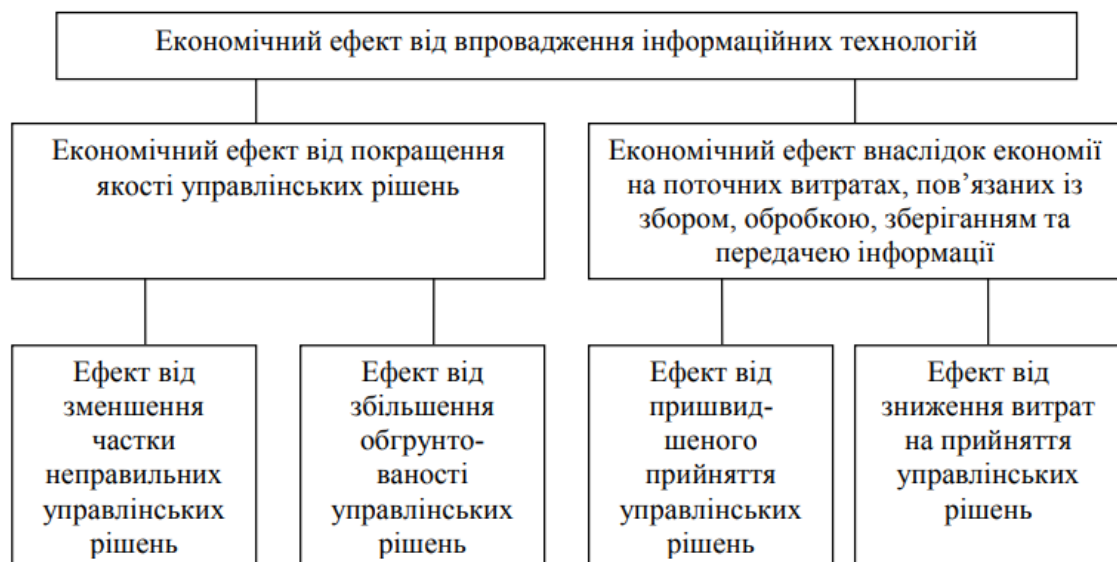 Економічний ефект від впровадження інформаційних технологій
Економічний ефект від покращення
якості управлінських рішень
Економічний ефект внаслідок економії
на поточних витратах, пов’язаних із
збором, обробкою, зберіганням та
передачею інформації
Ефект від
зменшення
частки
неправильних
управлінських
рішень
Ефект від
збільшення
обгрунто-
ваності
управлінських
рішень
Ефект від
пришвид-
шеного
прийняття
управлінських
рішень
Ефект від
зниження витрат
на прийняття
управлінських
рішень